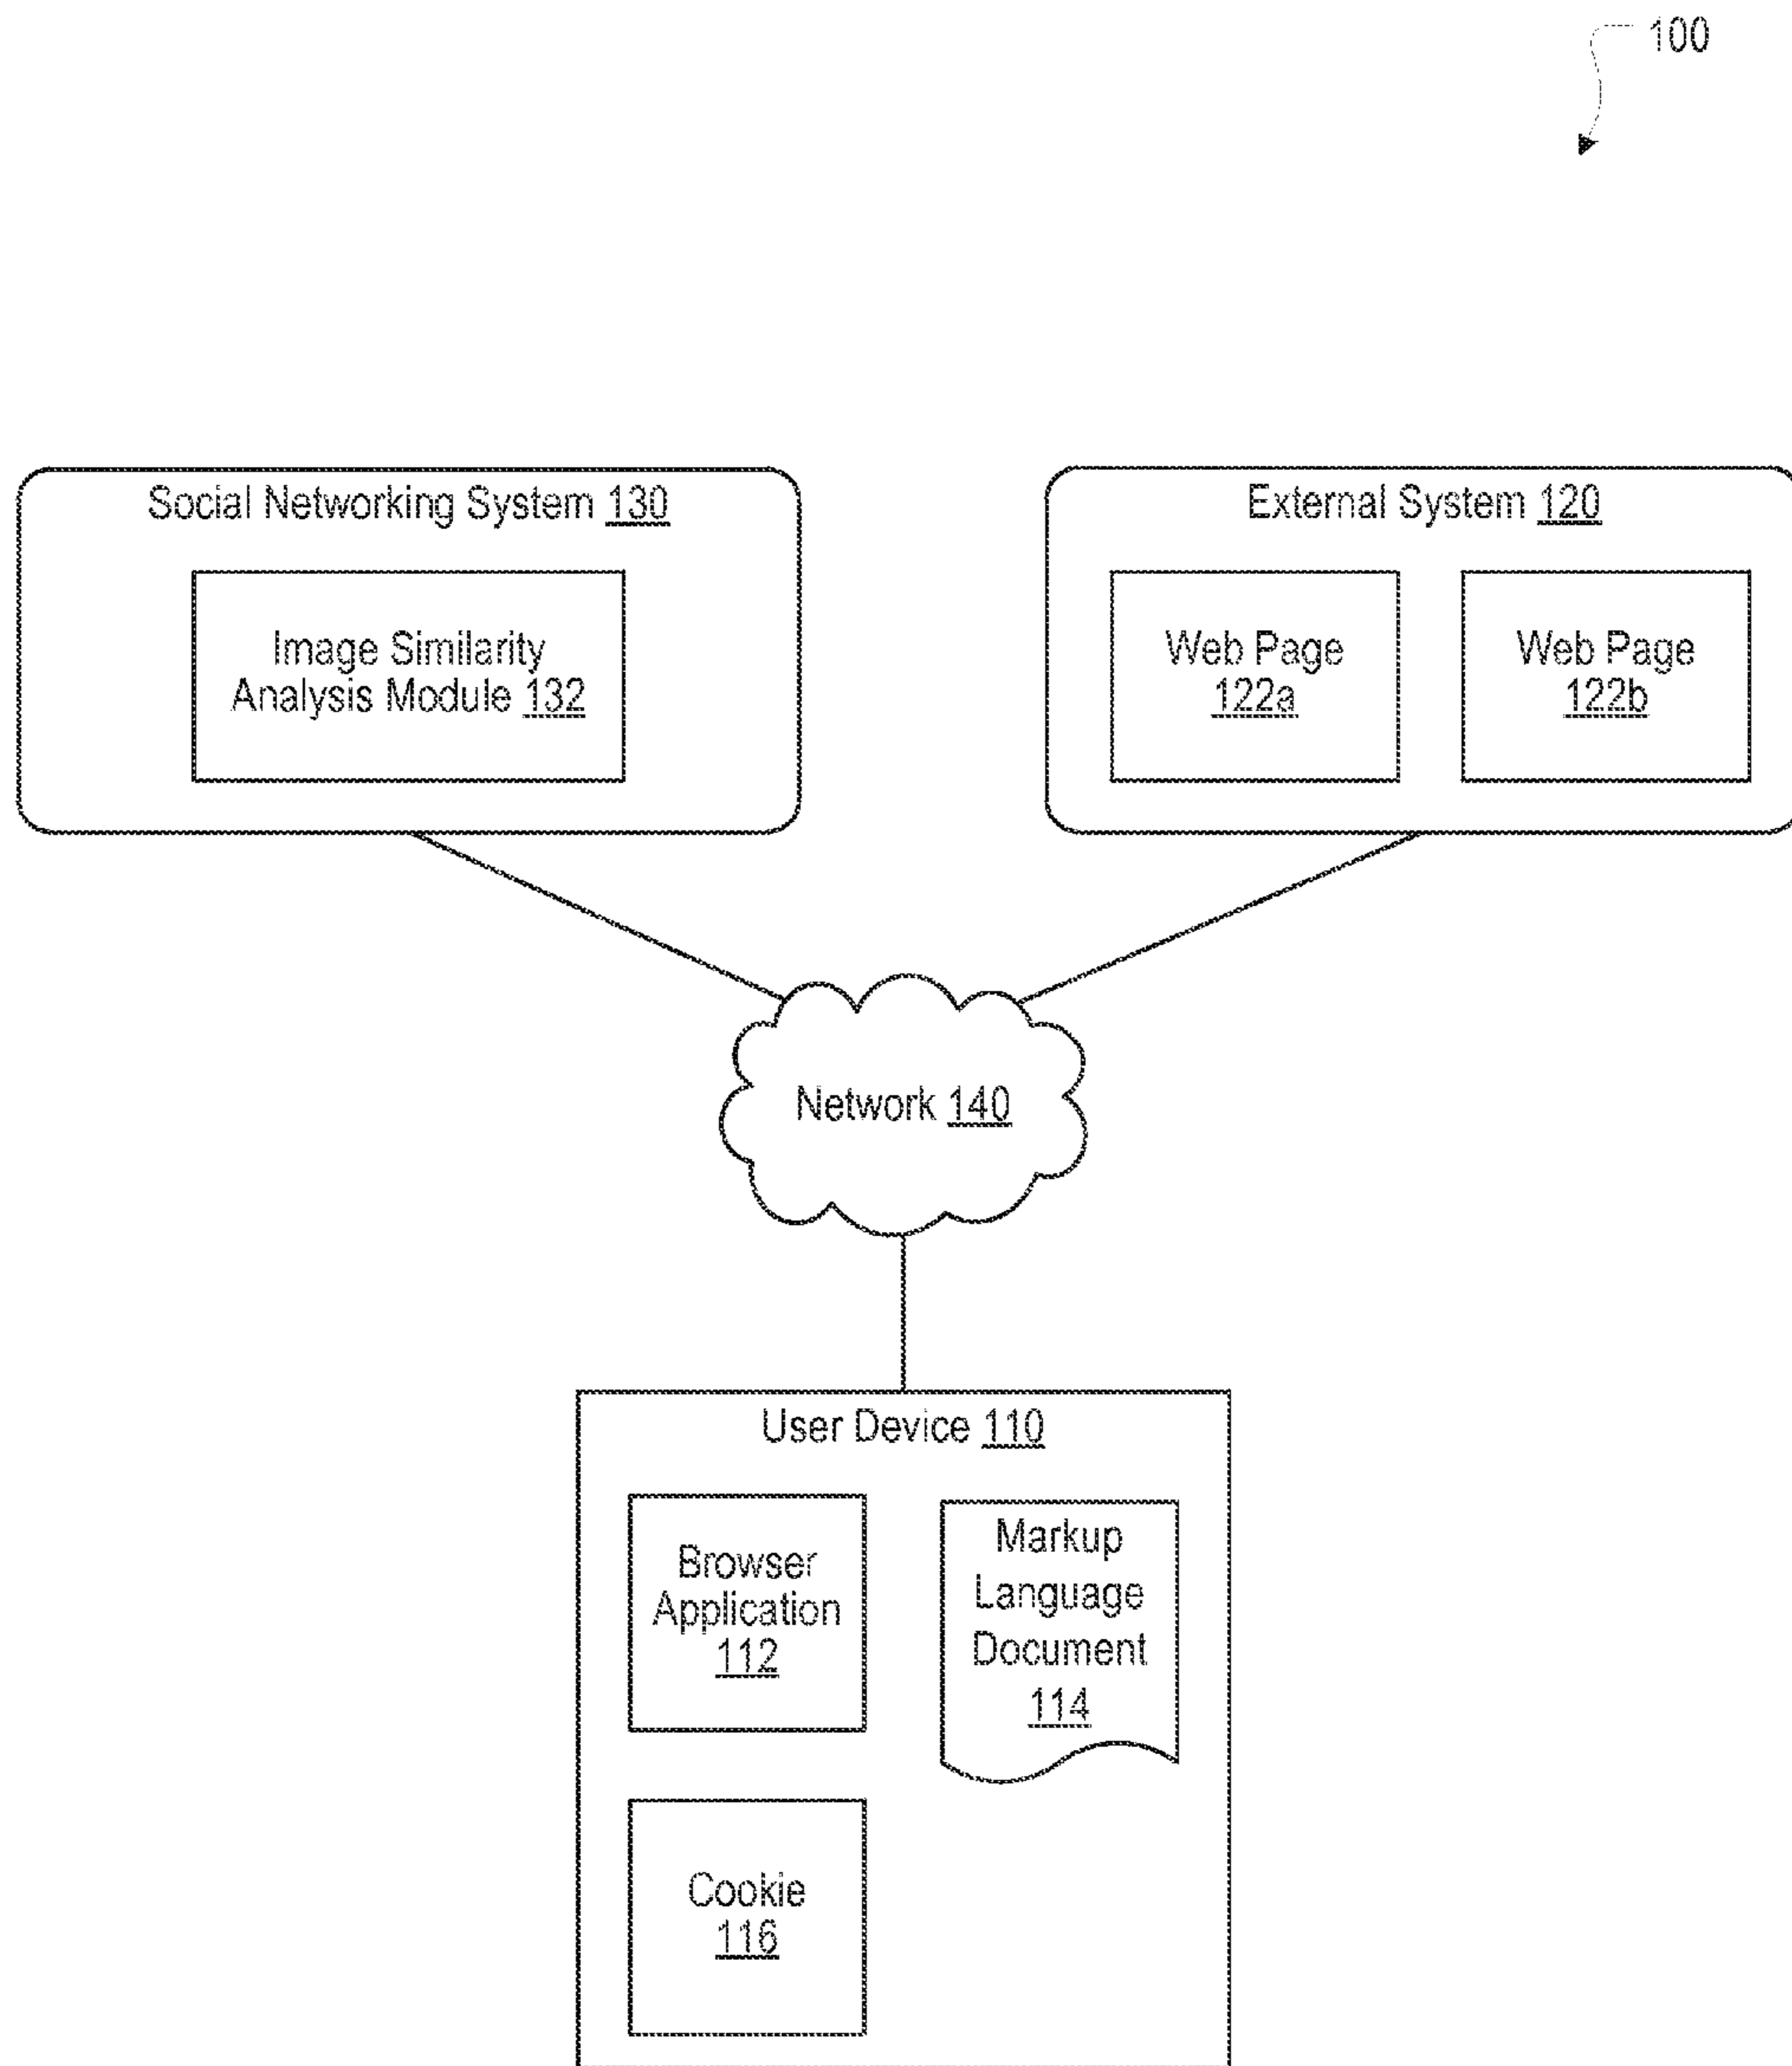 100
Social Networking System 130
Image Similarity
Analysis Module 132
External System 120
Web Page
122a
Web Page
122b
Network 140
User Device 110
Browser
Application
112
Markup
Language
Document
114
Cookie
116